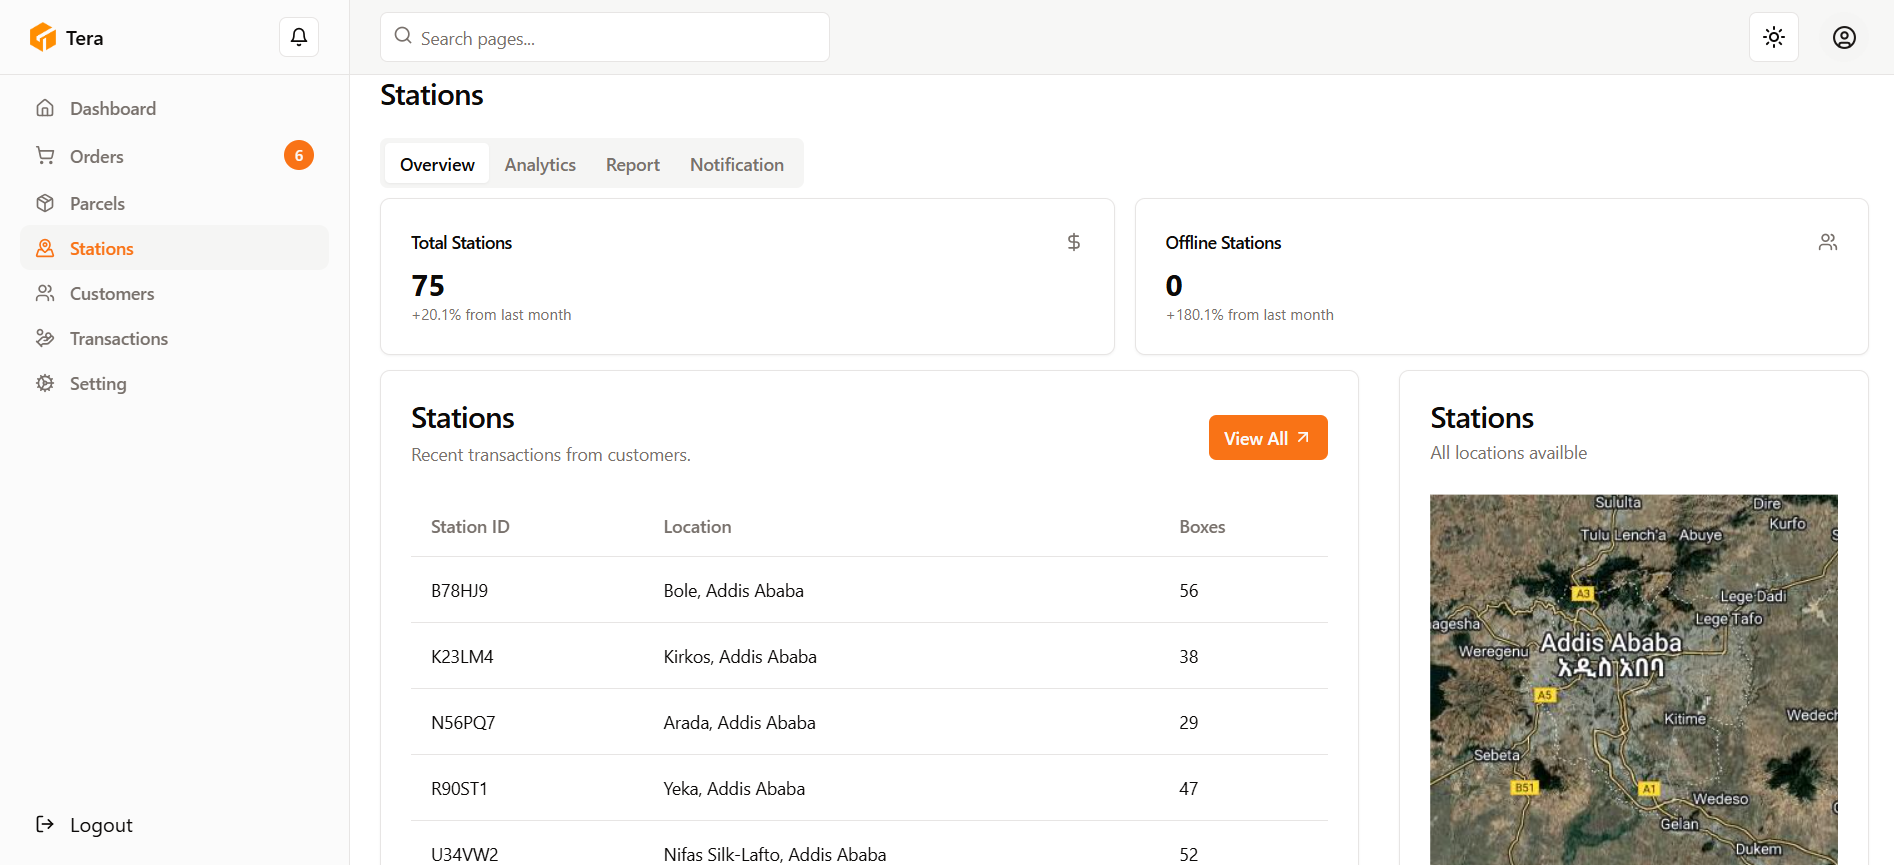 Tera
Search pages...
Dashboard
Orders
6
Parcels
Stations
Customers
Transactions
Setting
Logout
Stations
Overview Analytics Report Notification
Total Stations
75
+20.1% from last month
Offline Stations
0
+180.1% from last month
Stations
Recent transactions from customers.
View All
Station ID Location Boxes
B78HJ9 Bole, Addis Ababa 56
K23LM4 Kirkos, Addis Ababa 38
N56PQ7 Arada, Addis Ababa 29
R90ST1 Yeka, Addis Ababa 47
U34VW2 Nifas Silk-Lafto, Addis Ababa 52
Stations
All locations availble
Sululta
Dire
Kurfo
Tulu Lench'a Abuye
A3
Lege Dadi
Lege Tafo
agesha
Weregenu
Addis Ababa
አዲስ አበባ
A5
Kitime
Wedech
Sebeta
B51
A1
Wedeso
Gelan
Dukem